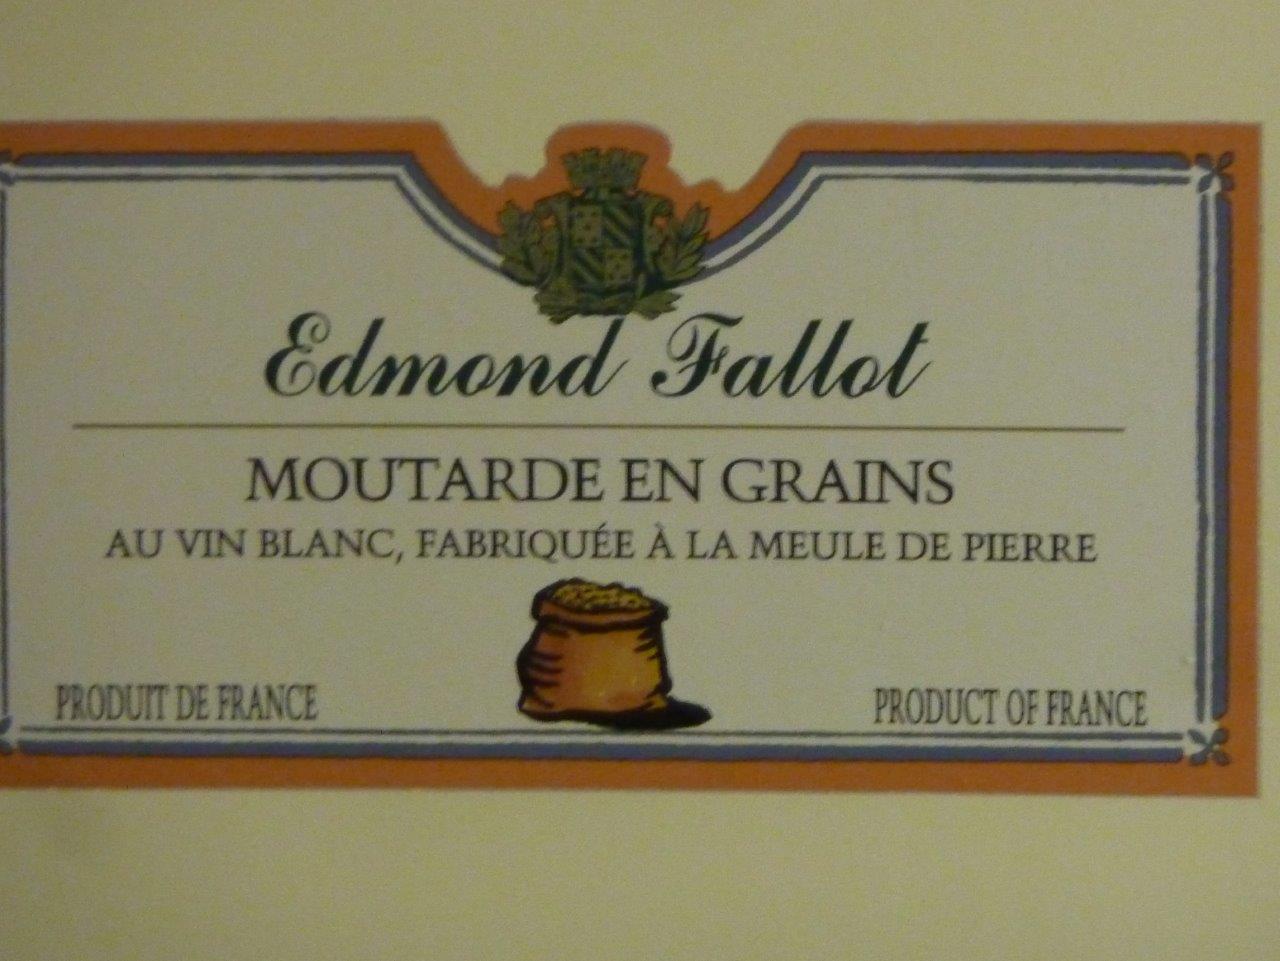 Edmond Fallot
MOUTARDE EN GRAINS
AU VIN BLANC, FABRIQUÉE À LA MEULE DE PIERRE
PRODUIT DE FRANCE
PRODUCT OF FRANCE